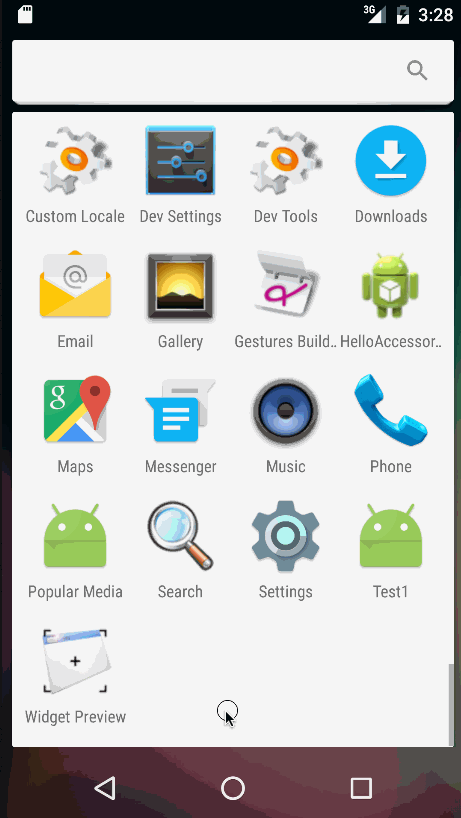 3G 3:28
Custom Locale Dev Settings Dev Tools Downloads
@
Email Gallery Gestures Build.. HelloAccessor..
g
Maps Messenger Music Phone
Popular Media Search Settings Test1
Widget Preview